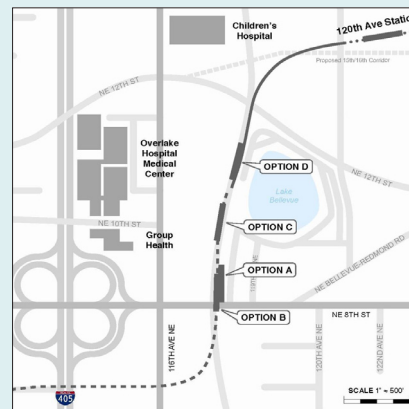 Children's
Hospital
120th Ave Statio
Proposed 15th/16th Corridor
NE 12TH ST
Overlake
Hospital
Medical
Center
OPTION D
Lake
Bellevue
NE 12TH ST
OPTION C
NE 10TH ST
Group
Health
OPTION A
NE BELLEVUE-REDMOND RD
OPTION B
NE 8TH ST
116TH AVE NE
120TH AVE NE
122ND AVE NE
SCALE 1" = 500'
405